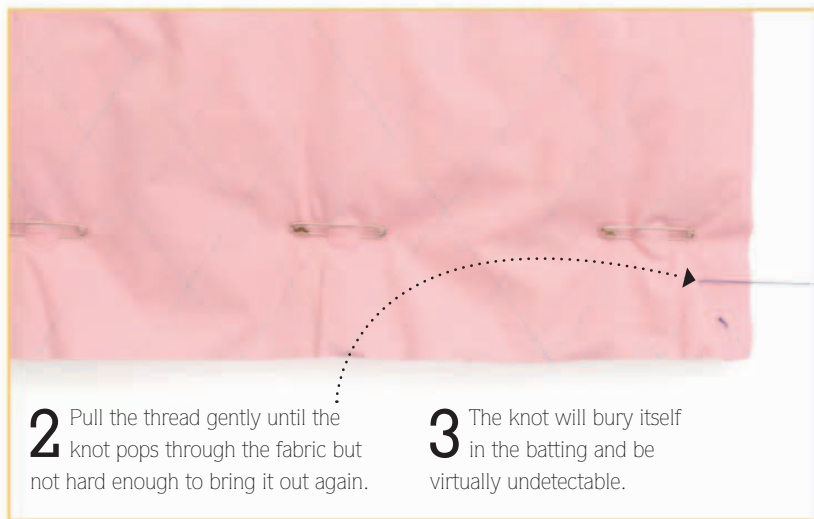 2 Pull the thread gently until the
knot pops through the fabric but
not hard enough to bring it out again.
3 The knot will bury itself
in the batting and be
virtually undetectable.